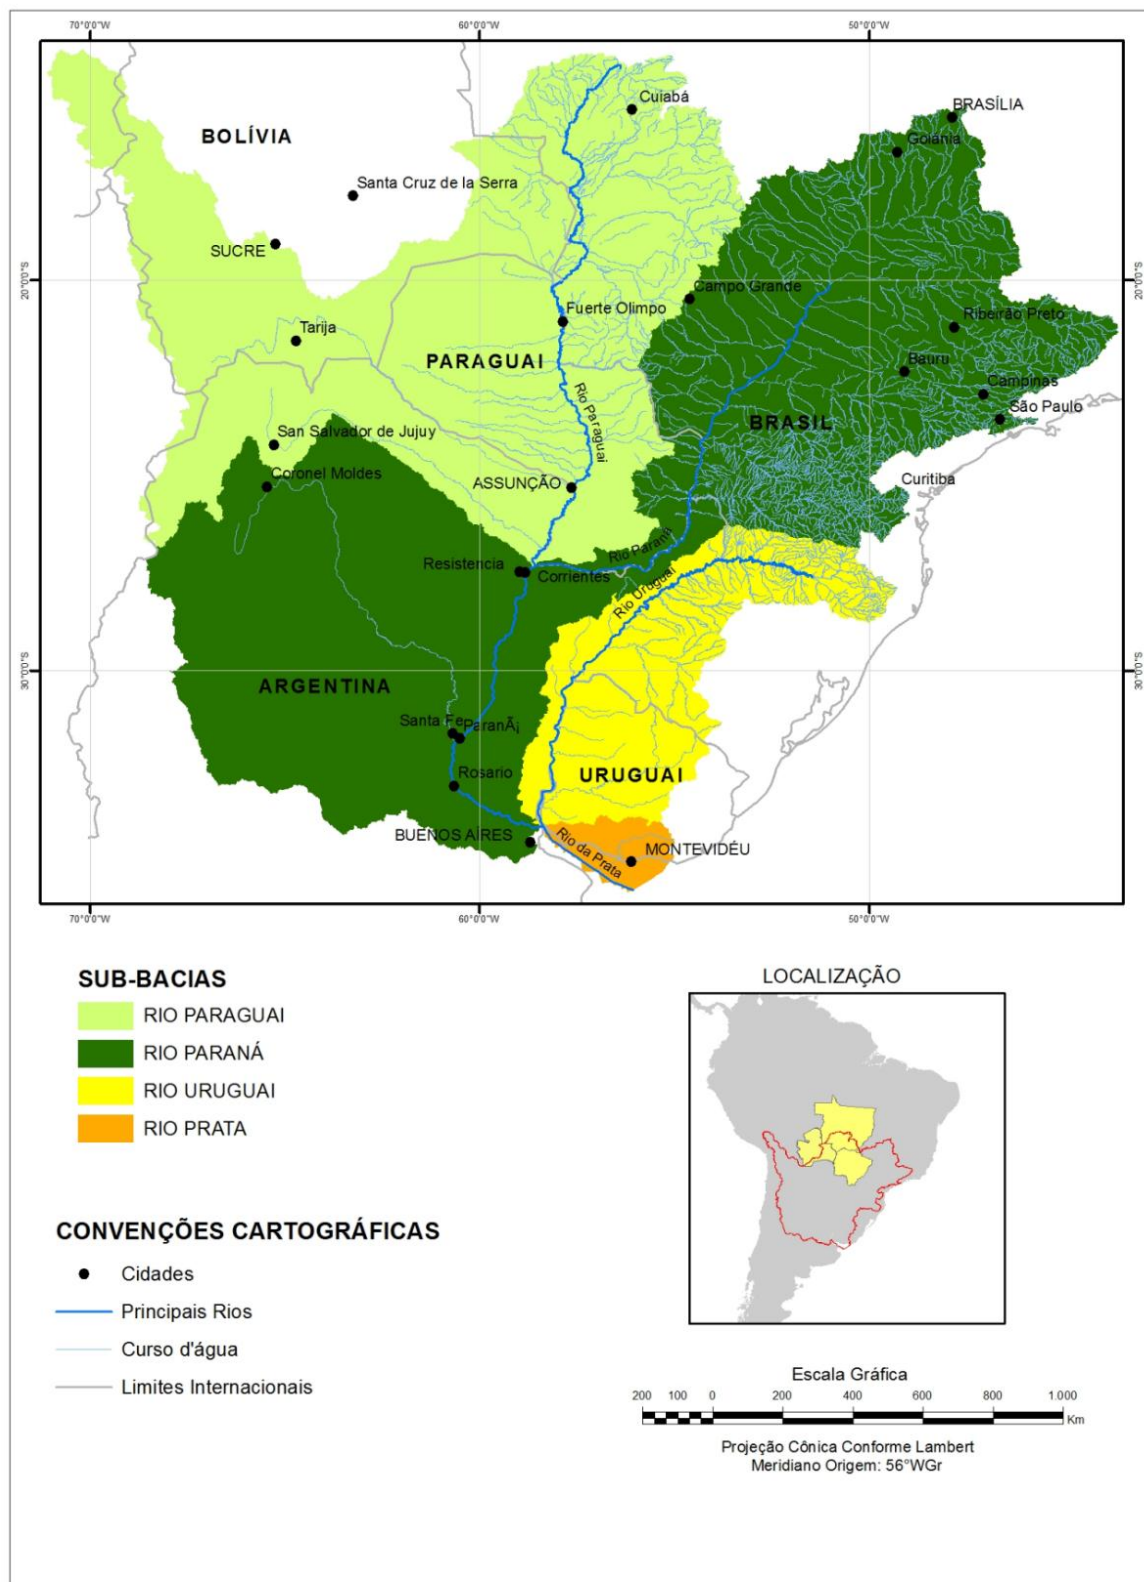 70°0'0"W 60°0'0"W 50°0'0"W
Cuiabá
BRASÍLIA
BOLÍVIA
Goiânia
Santa Cruz de la Serra
SUCRE
20°0'0"S 20°0'0"S
Campo Grande
Fuerte Olimpo
Ribeirão Preto
Tarija
PARAGUAI
Bauru
Campinas
Rio Paraguai
São Paulo
BRASIL
San Salvador de Jujuy
Coronel Moldes
ASSUNÇÃO
Curitiba
Rio Paraná
Resistencia
Corrientes
Rio Uruguai
30°0'0"S 30°0'0"S
ARGENTINA
Santa Fe
ParanÃ¡
URUGUAI
Rosario
BUENOS AÍRES
Rio da Prata
MONTEVIDÉU
70°0'0"W 60°0'0"W 50°0'0"W
SUB-BACIAS
RIO PARAGUAI
RIO PARANÁ
RIO URUGUAI
RIO PRATA
LOCALIZAÇÃO
CONVENÇÕES CARTOGRÁFICAS
Cidades
Principais Rios
Curso d'água
Limites Internacionais
Escala Gráfica
200 100 0 200 400 600 800 1.000
Km
Projeção Cônica Conforme Lambert
Meridiano Origem: 56°WGr